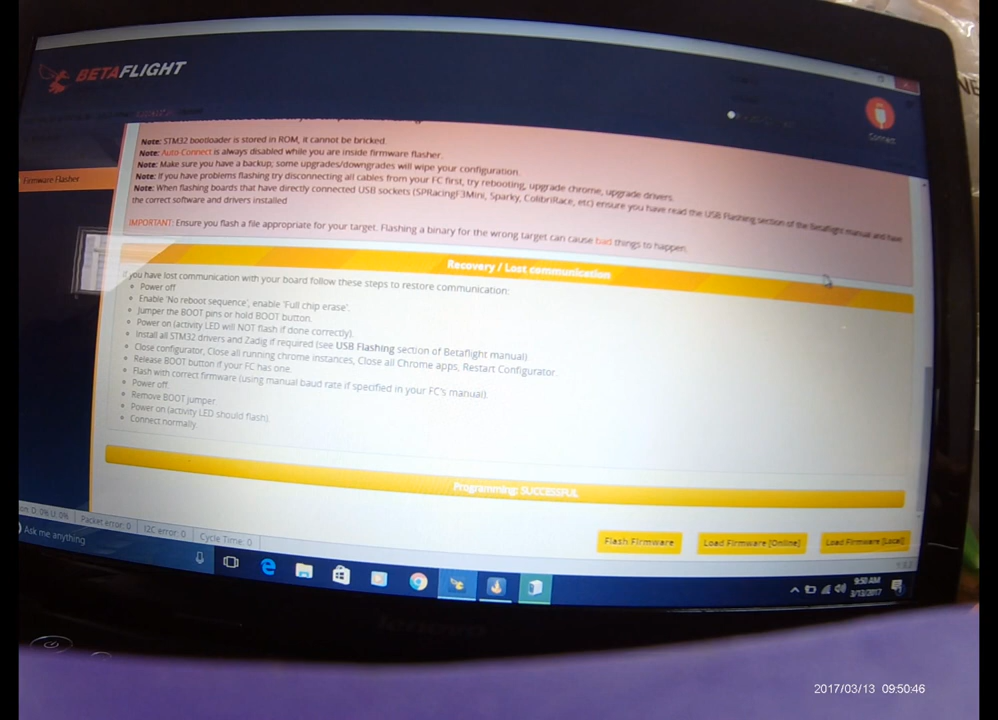 BETAFLIGHT
Connect
Firmware Flasher
Note: STM32 bootloader is stored in ROM, it cannot be bricked.
Note: Auto-Connect is always disabled while you are inside firmware flasher.
Note: Make sure you have a backup; some upgrades/downgrades will wipe your configuration.
Note: If you have problems flashing try disconnecting all cables from your FC first, try rebooting, upgrade chrome, upgrade drivers.
Note: When flashing boards that have directly connected USB sockets (SPRacingF3Mini, Sparky, ColibriRace, etc) ensure you have read the USB Flashing section of the Betaflight manual and have
the correct software and drivers installed
IMPORTANT: Ensure you flash a file appropriate for your target. Flashing a binary for the wrong target can cause bad things to happen.
Recovery / Lost communication
If you have lost communication with your board follow these steps to restore communication:
Power off
Enable 'No reboot sequence', enable 'Full chip erase'.
Jumper the BOOT pins or hold BOOT button.
Power on (activity LED will NOT flash if done correctly).
Install all STM32 drivers and Zadig if required (see USB Flashing section of Betaflight manual)
Close configurator, Close all running chrome instances, Close all Chrome apps, Restart Configurator.
Release BOOT button if your FC has one.
Flash with correct firmware (using manual baud rate if specified in your FC's manual).
Power off.
Remove BOOT jumper.
Power on (activity LED should flash).
Connect normally.
Programming: SUCCESSFUL
Flash Firmware Load Firmware [Online] Load Firmware [Local]
D: 0% U: 0% Packet error: 0 I2C error: 0 Cycle Time: 0
Ask me anything
9:50 AM
3/13/2017
2017/03/13 09:50:46